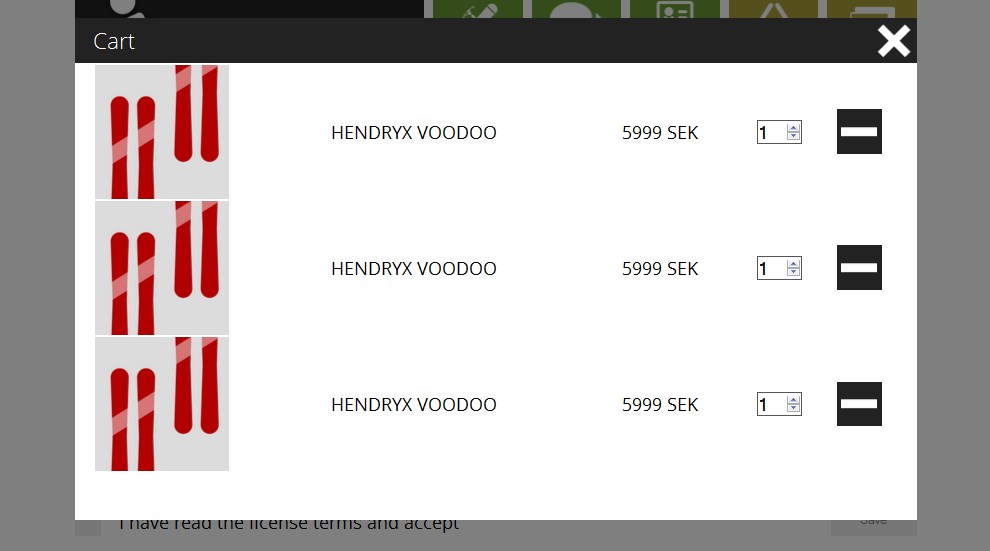 Cart
HENDRYX VOODOO 5999 SEK 1
HENDRYX VOODOO 5999 SEK 1
HENDRYX VOODOO 5999 SEK 1
I have read the license terms and accept
Save